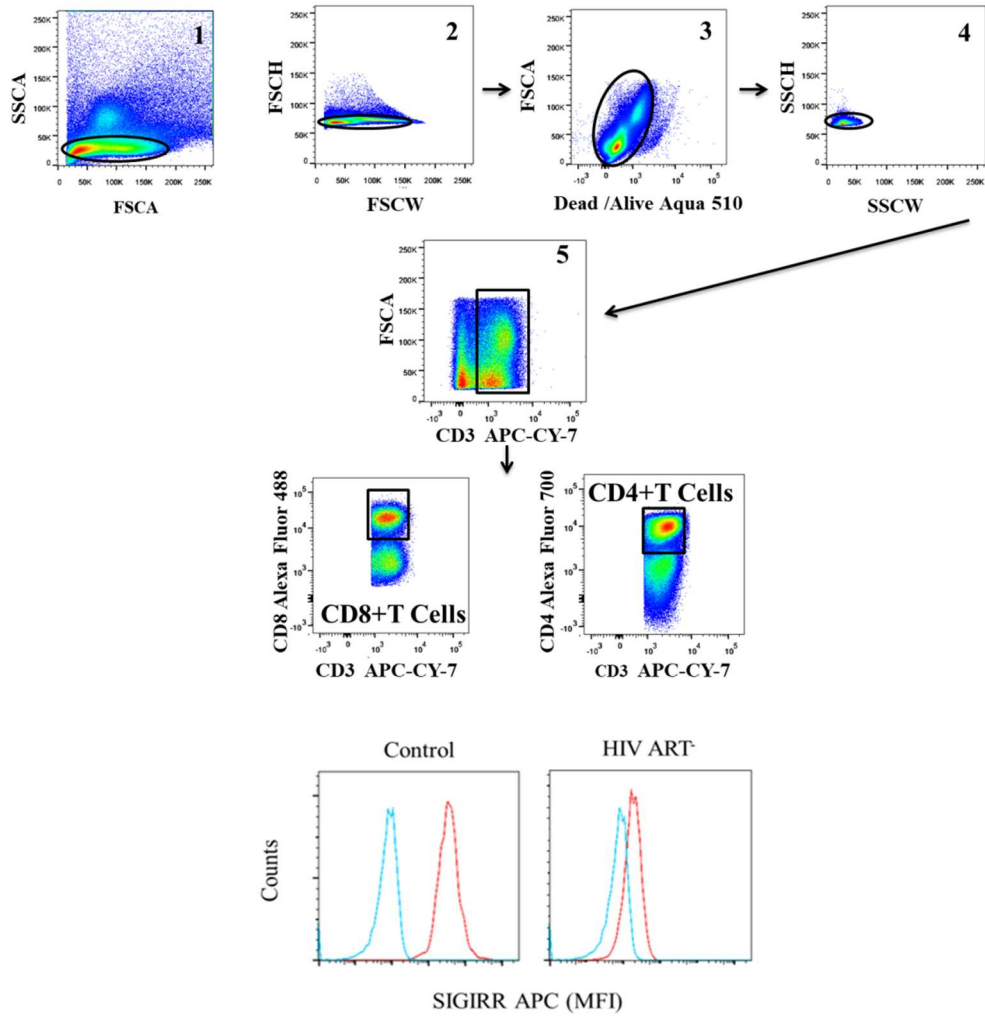 1
SSCA
250K
200K
150K
100K
50K
0
0 50K 100K 150K 200K 250K
FSCA
2
FSCH
250K
200K
150K
100K
50K
0
0 50K 100K 150K 200K 250K
FSCW
3
FSCA
250K
200K
150K
100K
50K
0
-10³ 0 10³ 10⁴ 10⁵
Dead /Alive Aqua 510
4
SSCH
250K
200K
150K
100K
50K
0
0 50K 100K 150K 200K 250K
SSCW
5
FSCA
250K
200K
150K
100K
50K
0
-10³ 0 10³ 10⁴ 10⁵
CD3 APC-CY-7
CD8 Alexa Fluor 488
10⁵
10⁴
10³
-10³
CD8+T Cells
-10³ 0 10³ 10⁴ 10⁵
CD3 APC-CY-7
CD4 Alexa Fluor 700
CD4+T Cells
10⁵
10⁴
10³
-10³
-10³ 0 10³ 10⁴ 10⁵
CD3 APC-CY-7
Control
HIV ART⁻
Counts
SIGIRR APC (MFI)